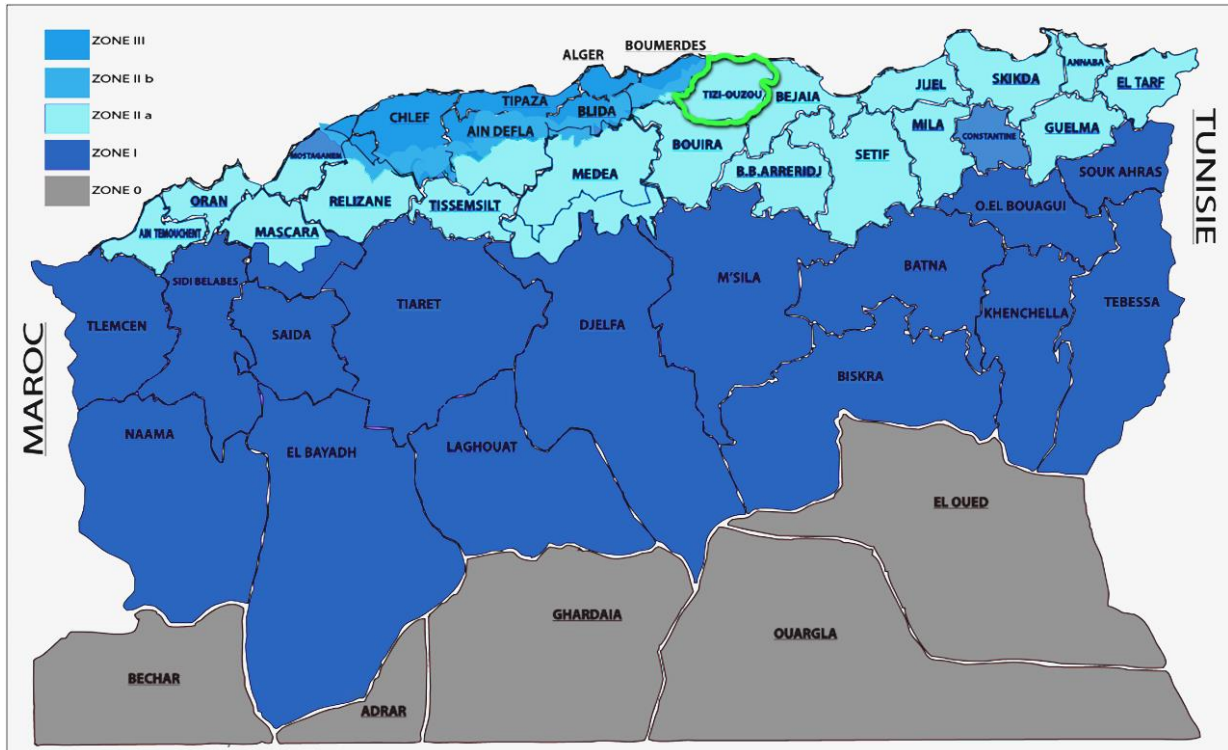 ZONE III
ZONE II b
ZONE II a
ZONE I
ZONE 0
ALGER
BOUMERDES
TIPAZA
BLIDA
CHLEF
AIN DEFLA
TIZI-OUZOU
BEJAIA
JIJEL
SKIKDA
ANNABA
EL TARF
MOSTAGANEM
BOUIRA
MILA
CONSTANTINE
GUELMA
SETIF
B.B.ARRERIDJ
MEDEA
SOUK AHRAS
ORAN
RELIZANE
TISSEMSILT
O.EL BOUAGUI
AIN TEMOUCHENT
MASCARA
TUNISIE
SIDI BELABES
M'SILA
BATNA
TLEMCEN
SAIDA
TIARET
DJELFA
KHENCHELLA
TEBESSA
BISKRA
MAROC
NAAMA
EL BAYADH
LAGHOUAT
EL OUED
GHARDAIA
OUARGLA
BECHAR
ADRAR